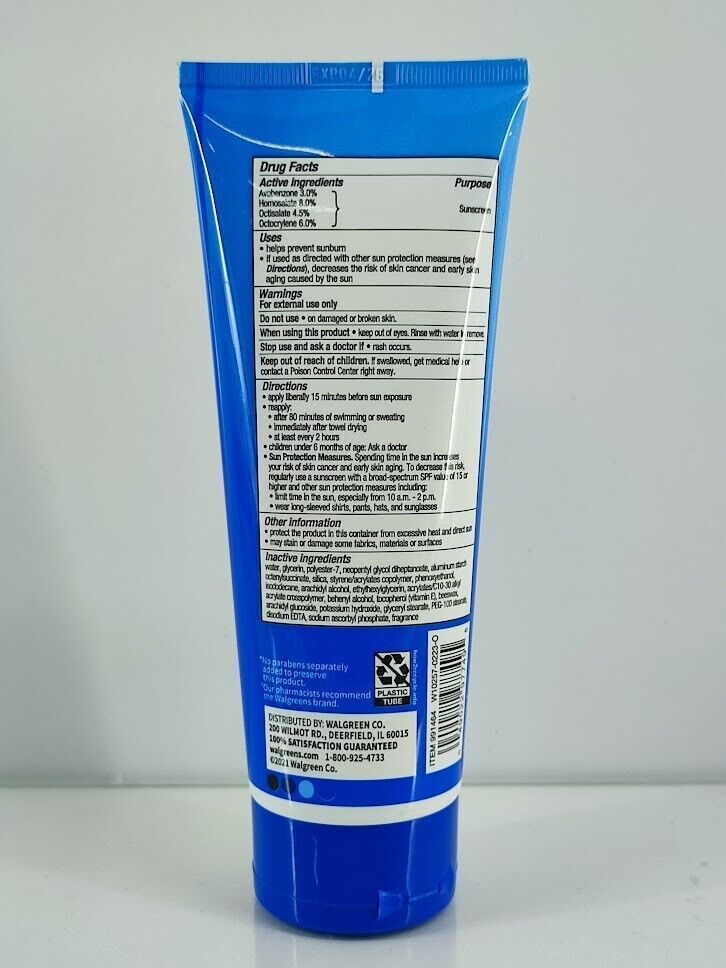 EXP04/26
Drug Facts
Active Ingredients Purpose
Avobenzone 3.0%
Homosalate 8.0%
Octisalate 4.5%
Octocrylene 6.0%
Sunscreen
Uses
• helps prevent sunburn
• if used as directed with other sun protection measures (see
Directions), decreases the risk of skin cancer and early skin
aging caused by the sun
Warnings
For external use only
Do not use • on damaged or broken skin.
When using this product • keep out of eyes. Rinse with water to remove.
Stop use and ask a doctor if • rash occurs.
Keep out of reach of children. If swallowed, get medical help or
contact a Poison Control Center right away.
Directions
• apply liberally 15 minutes before sun exposure
• reapply:
• after 80 minutes of swimming or sweating
• immediately after towel drying
• at least every 2 hours
• children under 6 months of age: Ask a doctor
• Sun Protection Measures. Spending time in the sun increases
your risk of skin cancer and early skin aging. To decrease this risk,
regularly use a sunscreen with a broad-spectrum SPF value of 15 or
higher and other sun protection measures including:
• limit time in the sun, especially from 10 a.m. - 2 p.m.
• wear long-sleeved shirts, pants, hats, and sunglasses
Other Information
• protect the product in this container from excessive heat and direct sun
• may stain or damage some fabrics, materials or surfaces
Inactive ingredients
water, glycerin, polyester-7, neopentyl glycol diheptanoate, aluminum starch
octenylsuccinate, silica, styrene/acrylates copolymer, phenoxyethanol,
isododecane, arachidyl alcohol, ethylhexylglycerin, acrylates/C10-30 alkyl
acrylate crosspolymer, behenyl alcohol, tocopherol (vitamin E), beeswax,
arachidyl glucoside, potassium hydroxide, glyceryl stearate, PEG-100 stearate,
disodium EDTA, sodium ascorbyl phosphate, fragrance
*No parabens separately
added to preserve
this product.
†Our pharmacists recommend
the Walgreens brand.
PLASTIC
TUBE
how2recycle.info
DISTRIBUTED BY: WALGREEN CO.
200 WILMOT RD., DEERFIELD, IL 60015
100% SATISFACTION GUARANTEED
walgreens.com 1-800-925-4733
©2021 Walgreen Co.
ITEM 991464 W10257-0223-O